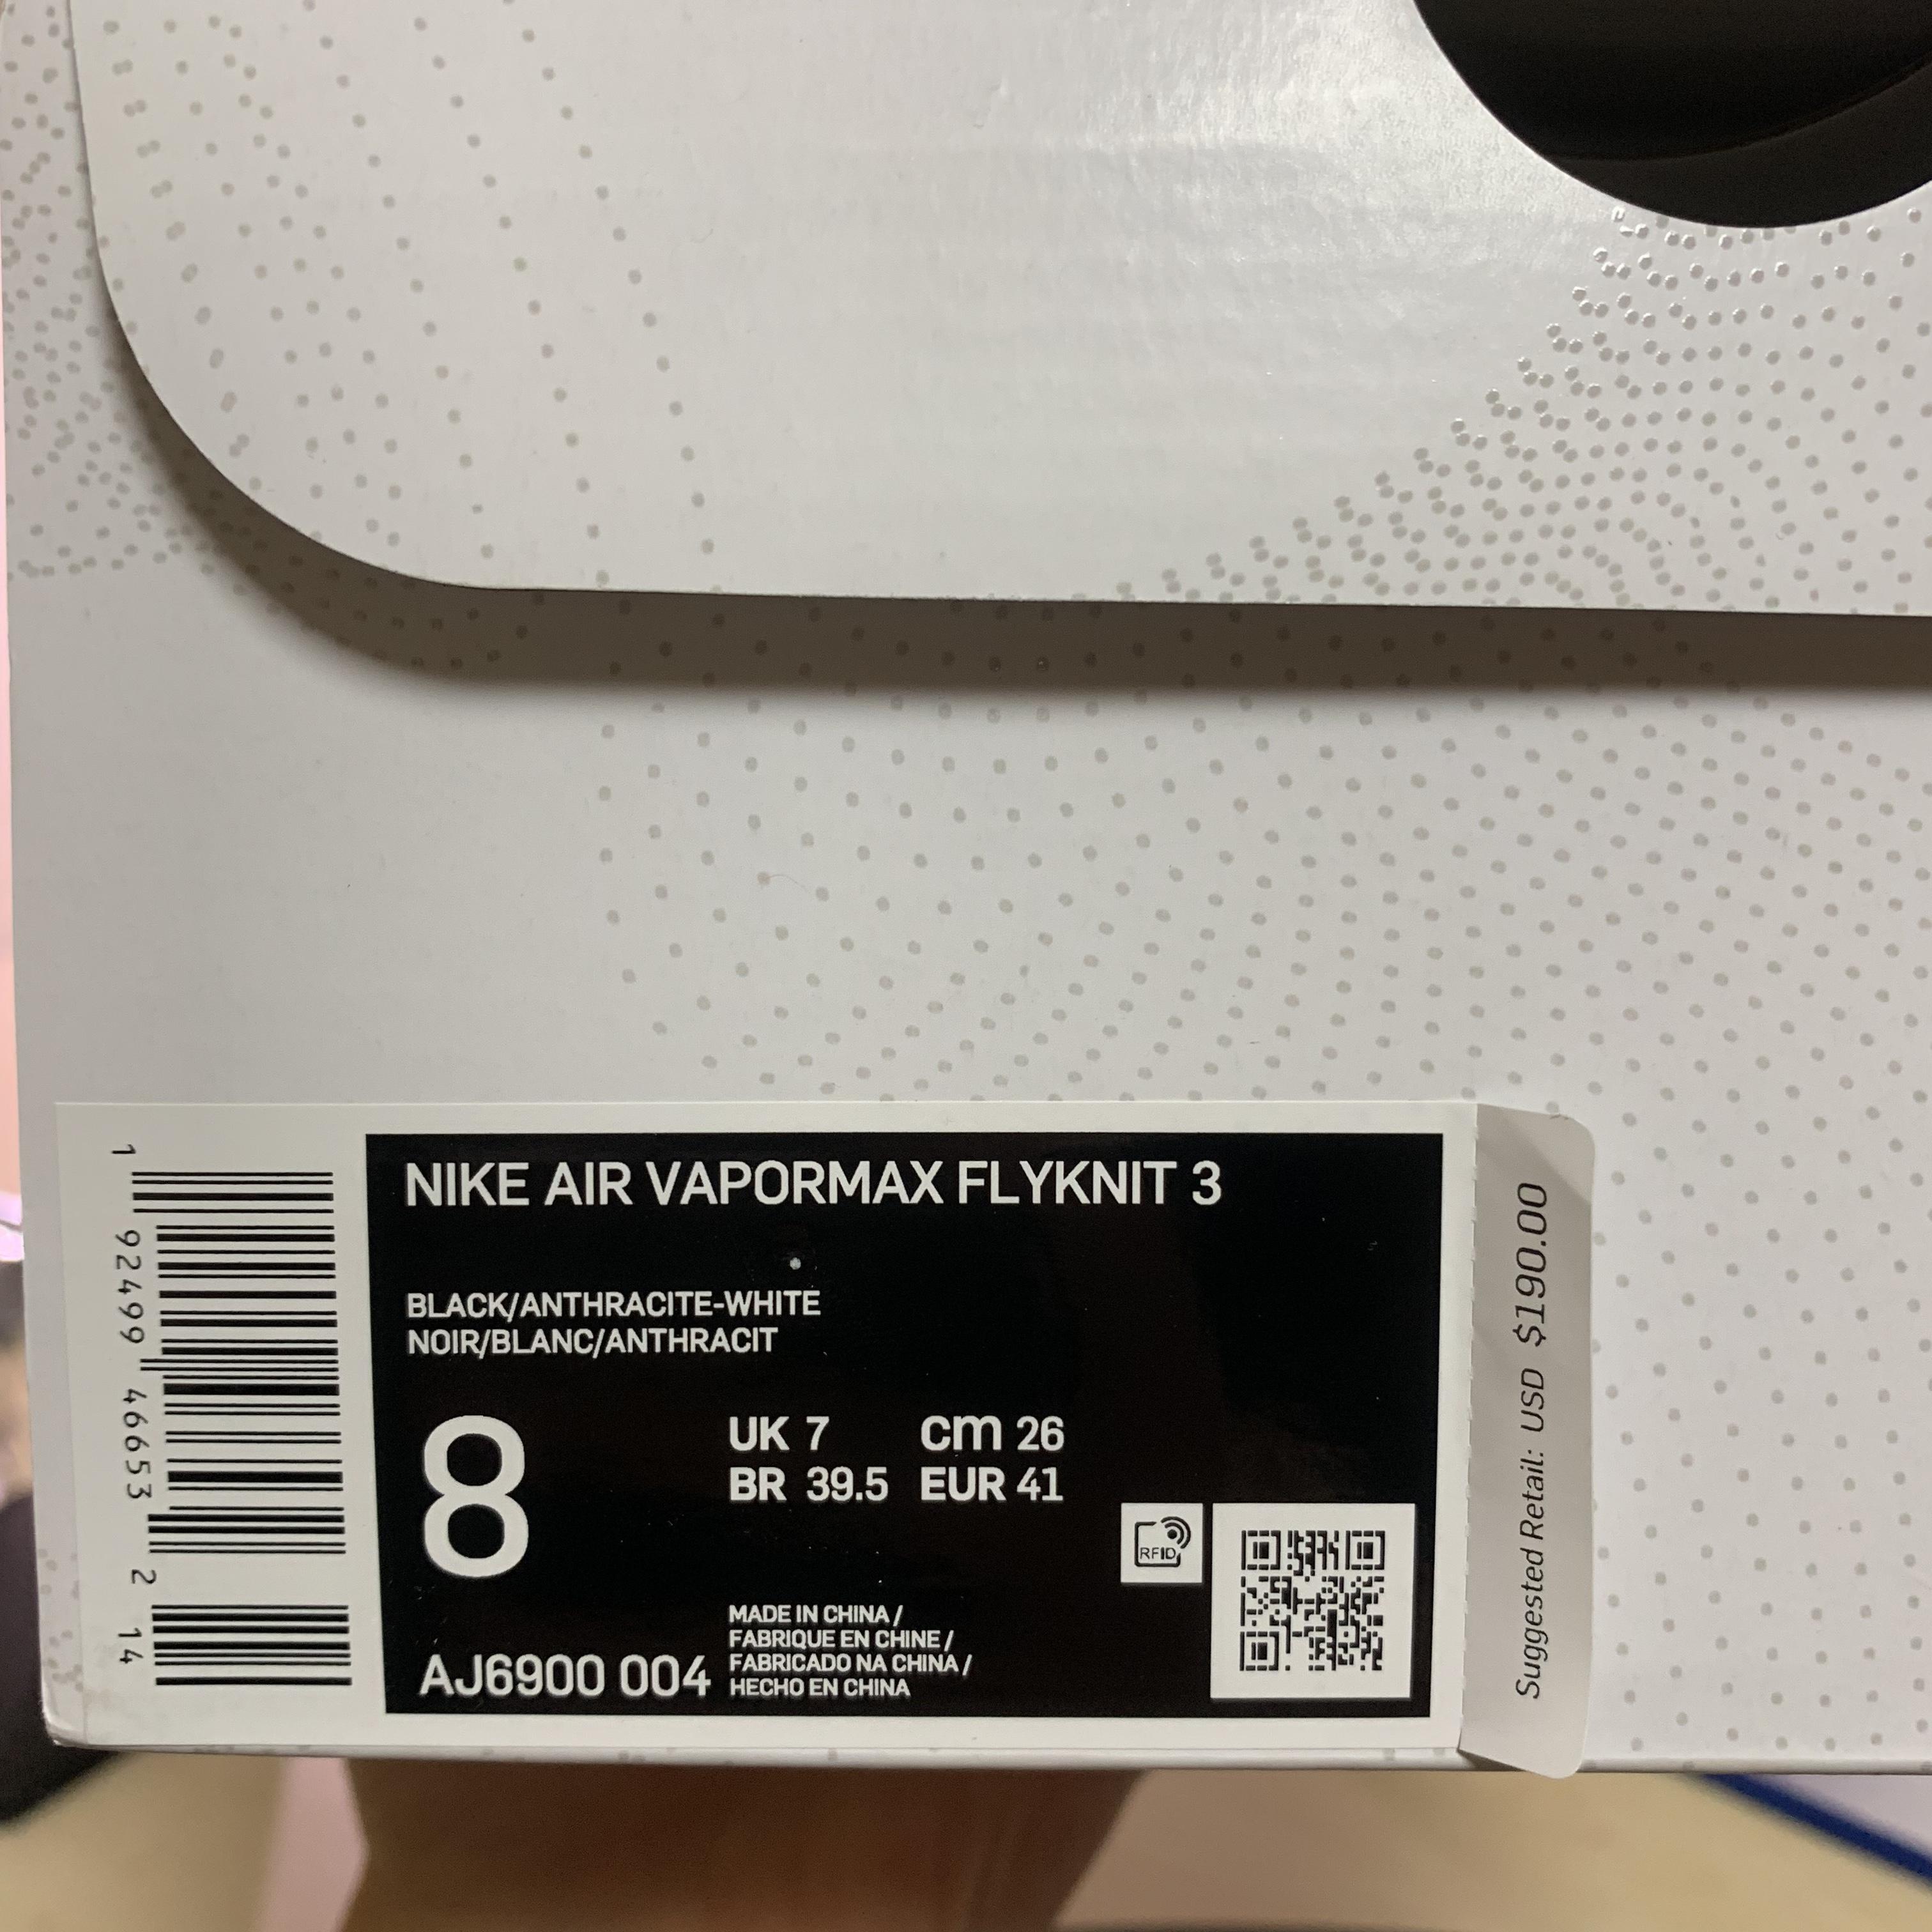 NIKE AIR VAPORMAX FLYKNIT 3
BLACK/ANTHRACITE-WHITE
NOIR/BLANC/ANTHRACIT
8
UK 7 cm 26
BR 39.5 EUR 41
RFID
MADE IN CHINA /
FABRIQUE EN CHINE /
FABRICADO NA CHINA /
HECHO EN CHINA
AJ6900 004
1 92499 46653 2 14
Suggested Retail: USD $190.00